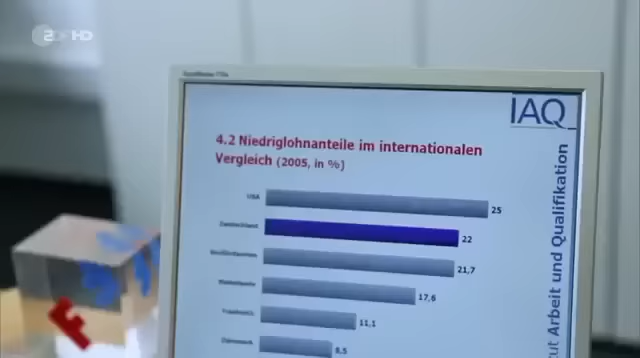 ZDF HD
IAQ
4.2 Niedriglohnanteile im internationalen
Vergleich (2005, in %)
USA 25
Deutschland 22
Großbritannien 21,7
Niederlande 17,6
Frankreich 11,1
Dänemark 8,5
Arbeit und Qualifikation